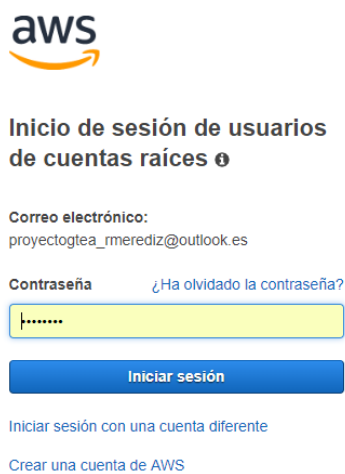 aws
Inicio de sesión de usuarios
de cuentas raíces
Correo electrónico:
proyectogtea_rmerediz@outlook.es
Contraseña ¿Ha olvidado la contraseña?
••••••••
Iniciar sesión
Iniciar sesión con una cuenta diferente
Crear una cuenta de AWS